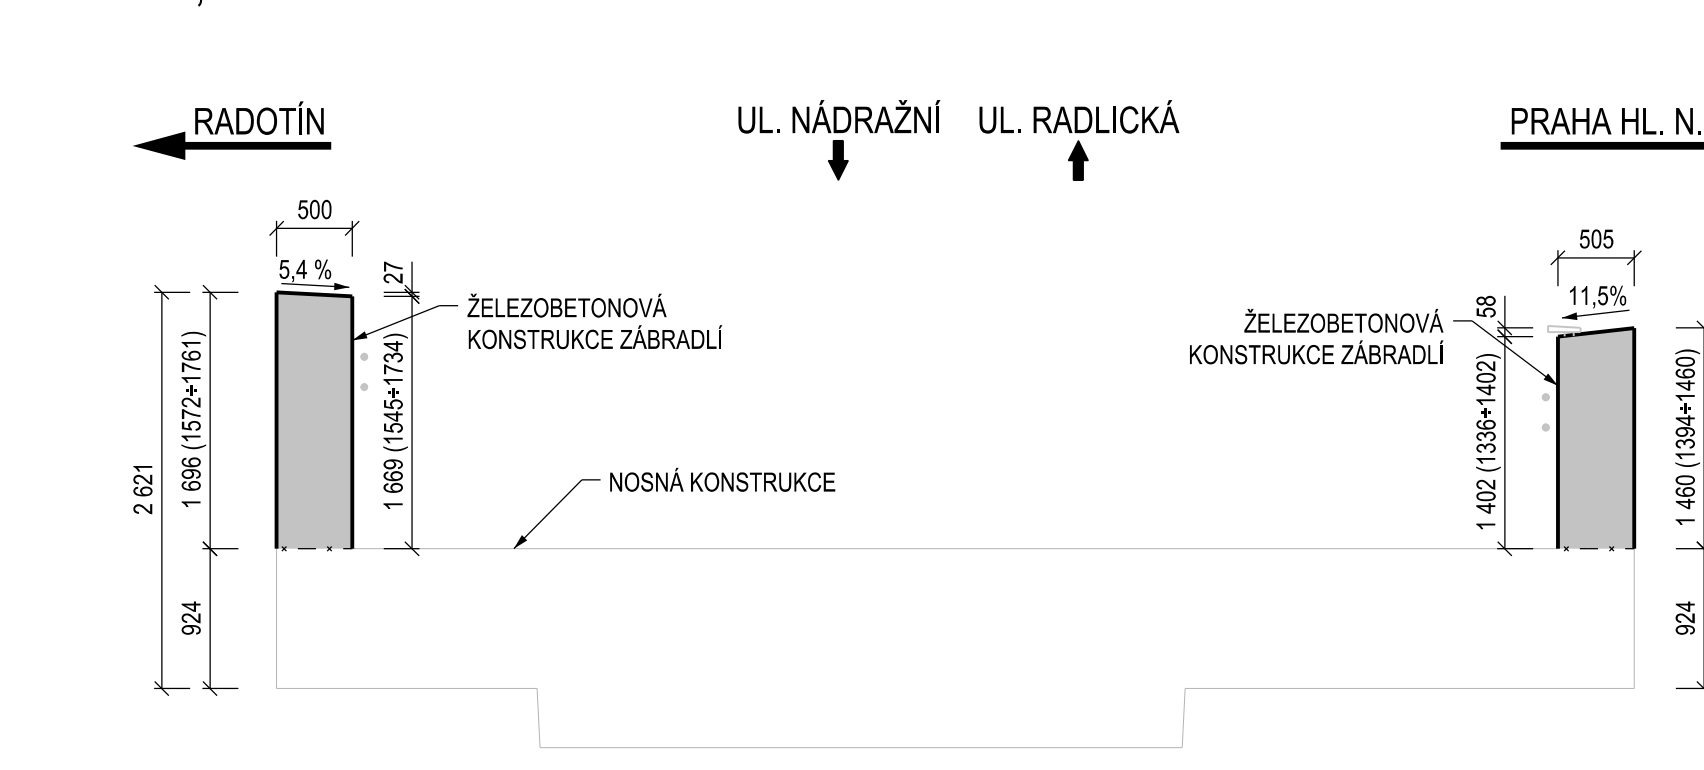 RADOTÍN
UL. NÁDRAŽNÍ
UL. RADLICKÁ
PRAHA HL. N.
500
5,4 %
27
ŽELEZOBETONOVÁ
KONSTRUKCE ZÁBRADLÍ
1 669 (1545÷1734)
1 696 (1572÷1761)
2 621
924
NOSNÁ KONSTRUKCE
505
11,5%
58
ŽELEZOBETONOVÁ
KONSTRUKCE ZÁBRADLÍ
1 402 (1336÷1402)
1 460 (1394÷1460)
924